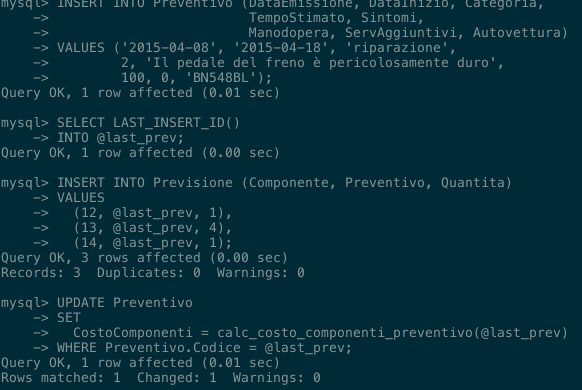 mysql> INSERT INTO Preventivo (DataEmissione, DataInizio, Categoria,
    ->                         TempoStimato, Sintomi,
    ->                         Manodopera, ServAggiuntivi, Autovettura)
    -> VALUES ('2015-04-08', '2015-04-18', 'riparazione',
    ->         2, 'Il pedale del freno è pericolosamente duro',
    ->         100, 0, 'BN548BL');
Query OK, 1 row affected (0.01 sec)

mysql> SELECT LAST_INSERT_ID()
    -> INTO @last_prev;
Query OK, 1 row affected (0.00 sec)

mysql> INSERT INTO Previsione (Componente, Preventivo, Quantita)
    -> VALUES
    ->   (12, @last_prev, 1),
    ->   (13, @last_prev, 4),
    ->   (14, @last_prev, 1);
Query OK, 3 rows affected (0.00 sec)
Records: 3  Duplicates: 0  Warnings: 0

mysql> UPDATE Preventivo
    -> SET
    ->   CostoComponenti = calc_costo_componenti_preventivo(@last_prev)
    -> WHERE Preventivo.Codice = @last_prev;
Query OK, 1 row affected (0.01 sec)
Rows matched: 1  Changed: 1  Warnings: 0